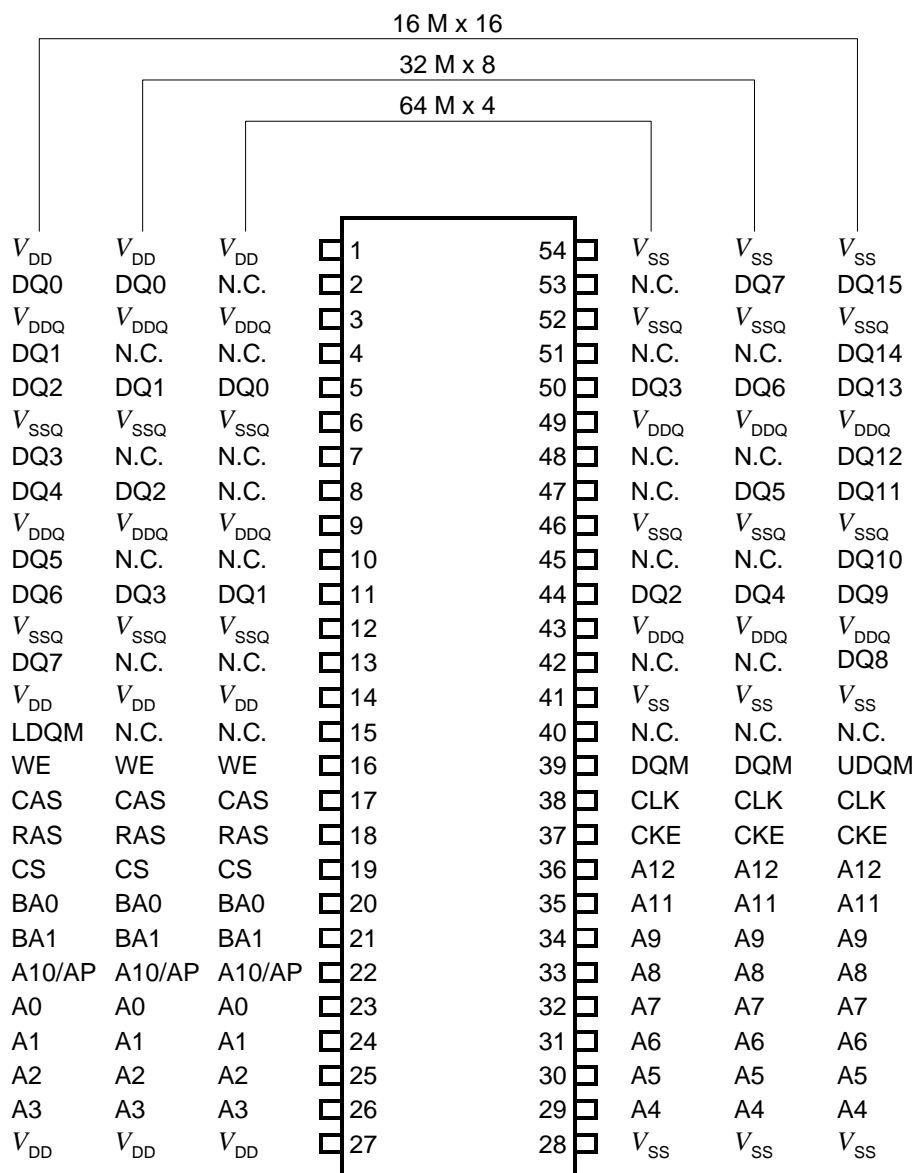 16 M x 16
32 M x 8
64 M x 4
VDD VDD VDD 1 54 VSS VSS VSS
DQ0 DQ0 N.C. 2 53 N.C. DQ7 DQ15
VDDQ VDDQ VDDQ 3 52 VSSQ VSSQ VSSQ
DQ1 N.C. N.C. 4 51 N.C. N.C. DQ14
DQ2 DQ1 DQ0 5 50 DQ3 DQ6 DQ13
VSSQ VSSQ VSSQ 6 49 VDDQ VDDQ VDDQ
DQ3 N.C. N.C. 7 48 N.C. N.C. DQ12
DQ4 DQ2 N.C. 8 47 N.C. DQ5 DQ11
VDDQ VDDQ VDDQ 9 46 VSSQ VSSQ VSSQ
DQ5 N.C. N.C. 10 45 N.C. N.C. DQ10
DQ6 DQ3 DQ1 11 44 DQ2 DQ4 DQ9
VSSQ VSSQ VSSQ 12 43 VDDQ VDDQ VDDQ
DQ7 N.C. N.C. 13 42 N.C. N.C. DQ8
VDD VDD VDD 14 41 VSS VSS VSS
LDQM N.C. N.C. 15 40 N.C. N.C. N.C.
WE WE WE 16 39 DQM DQM UDQM
CAS CAS CAS 17 38 CLK CLK CLK
RAS RAS RAS 18 37 CKE CKE CKE
CS CS CS 19 36 A12 A12 A12
BA0 BA0 BA0 20 35 A11 A11 A11
BA1 BA1 BA1 21 34 A9 A9 A9
A10/AP A10/AP A10/AP 22 33 A8 A8 A8
A0 A0 A0 23 32 A7 A7 A7
A1 A1 A1 24 31 A6 A6 A6
A2 A2 A2 25 30 A5 A5 A5
A3 A3 A3 26 29 A4 A4 A4
VDD VDD VDD 27 28 VSS VSS VSS